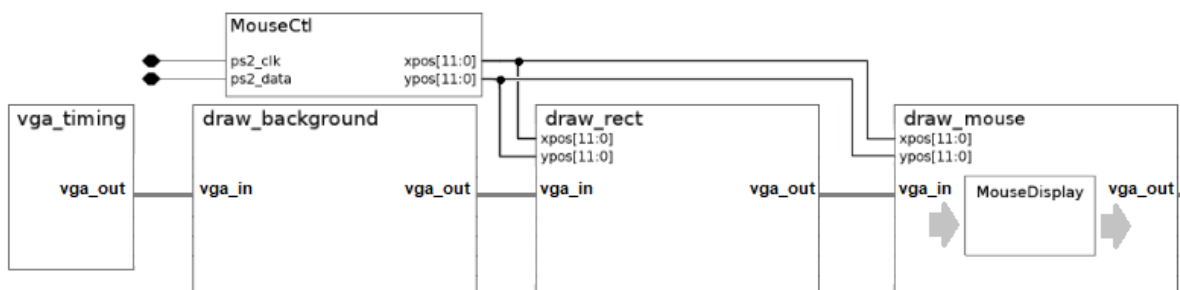 MouseCtl
ps2_clk xpos[11:0]
ps2_data ypos[11:0]
vga_timing
vga_out
draw_background
vga_in vga_out
draw_rect
xpos[11:0]
ypos[11:0]
vga_in vga_out
draw_mouse
xpos[11:0]
ypos[11:0]
vga_in MouseDisplay vga_out